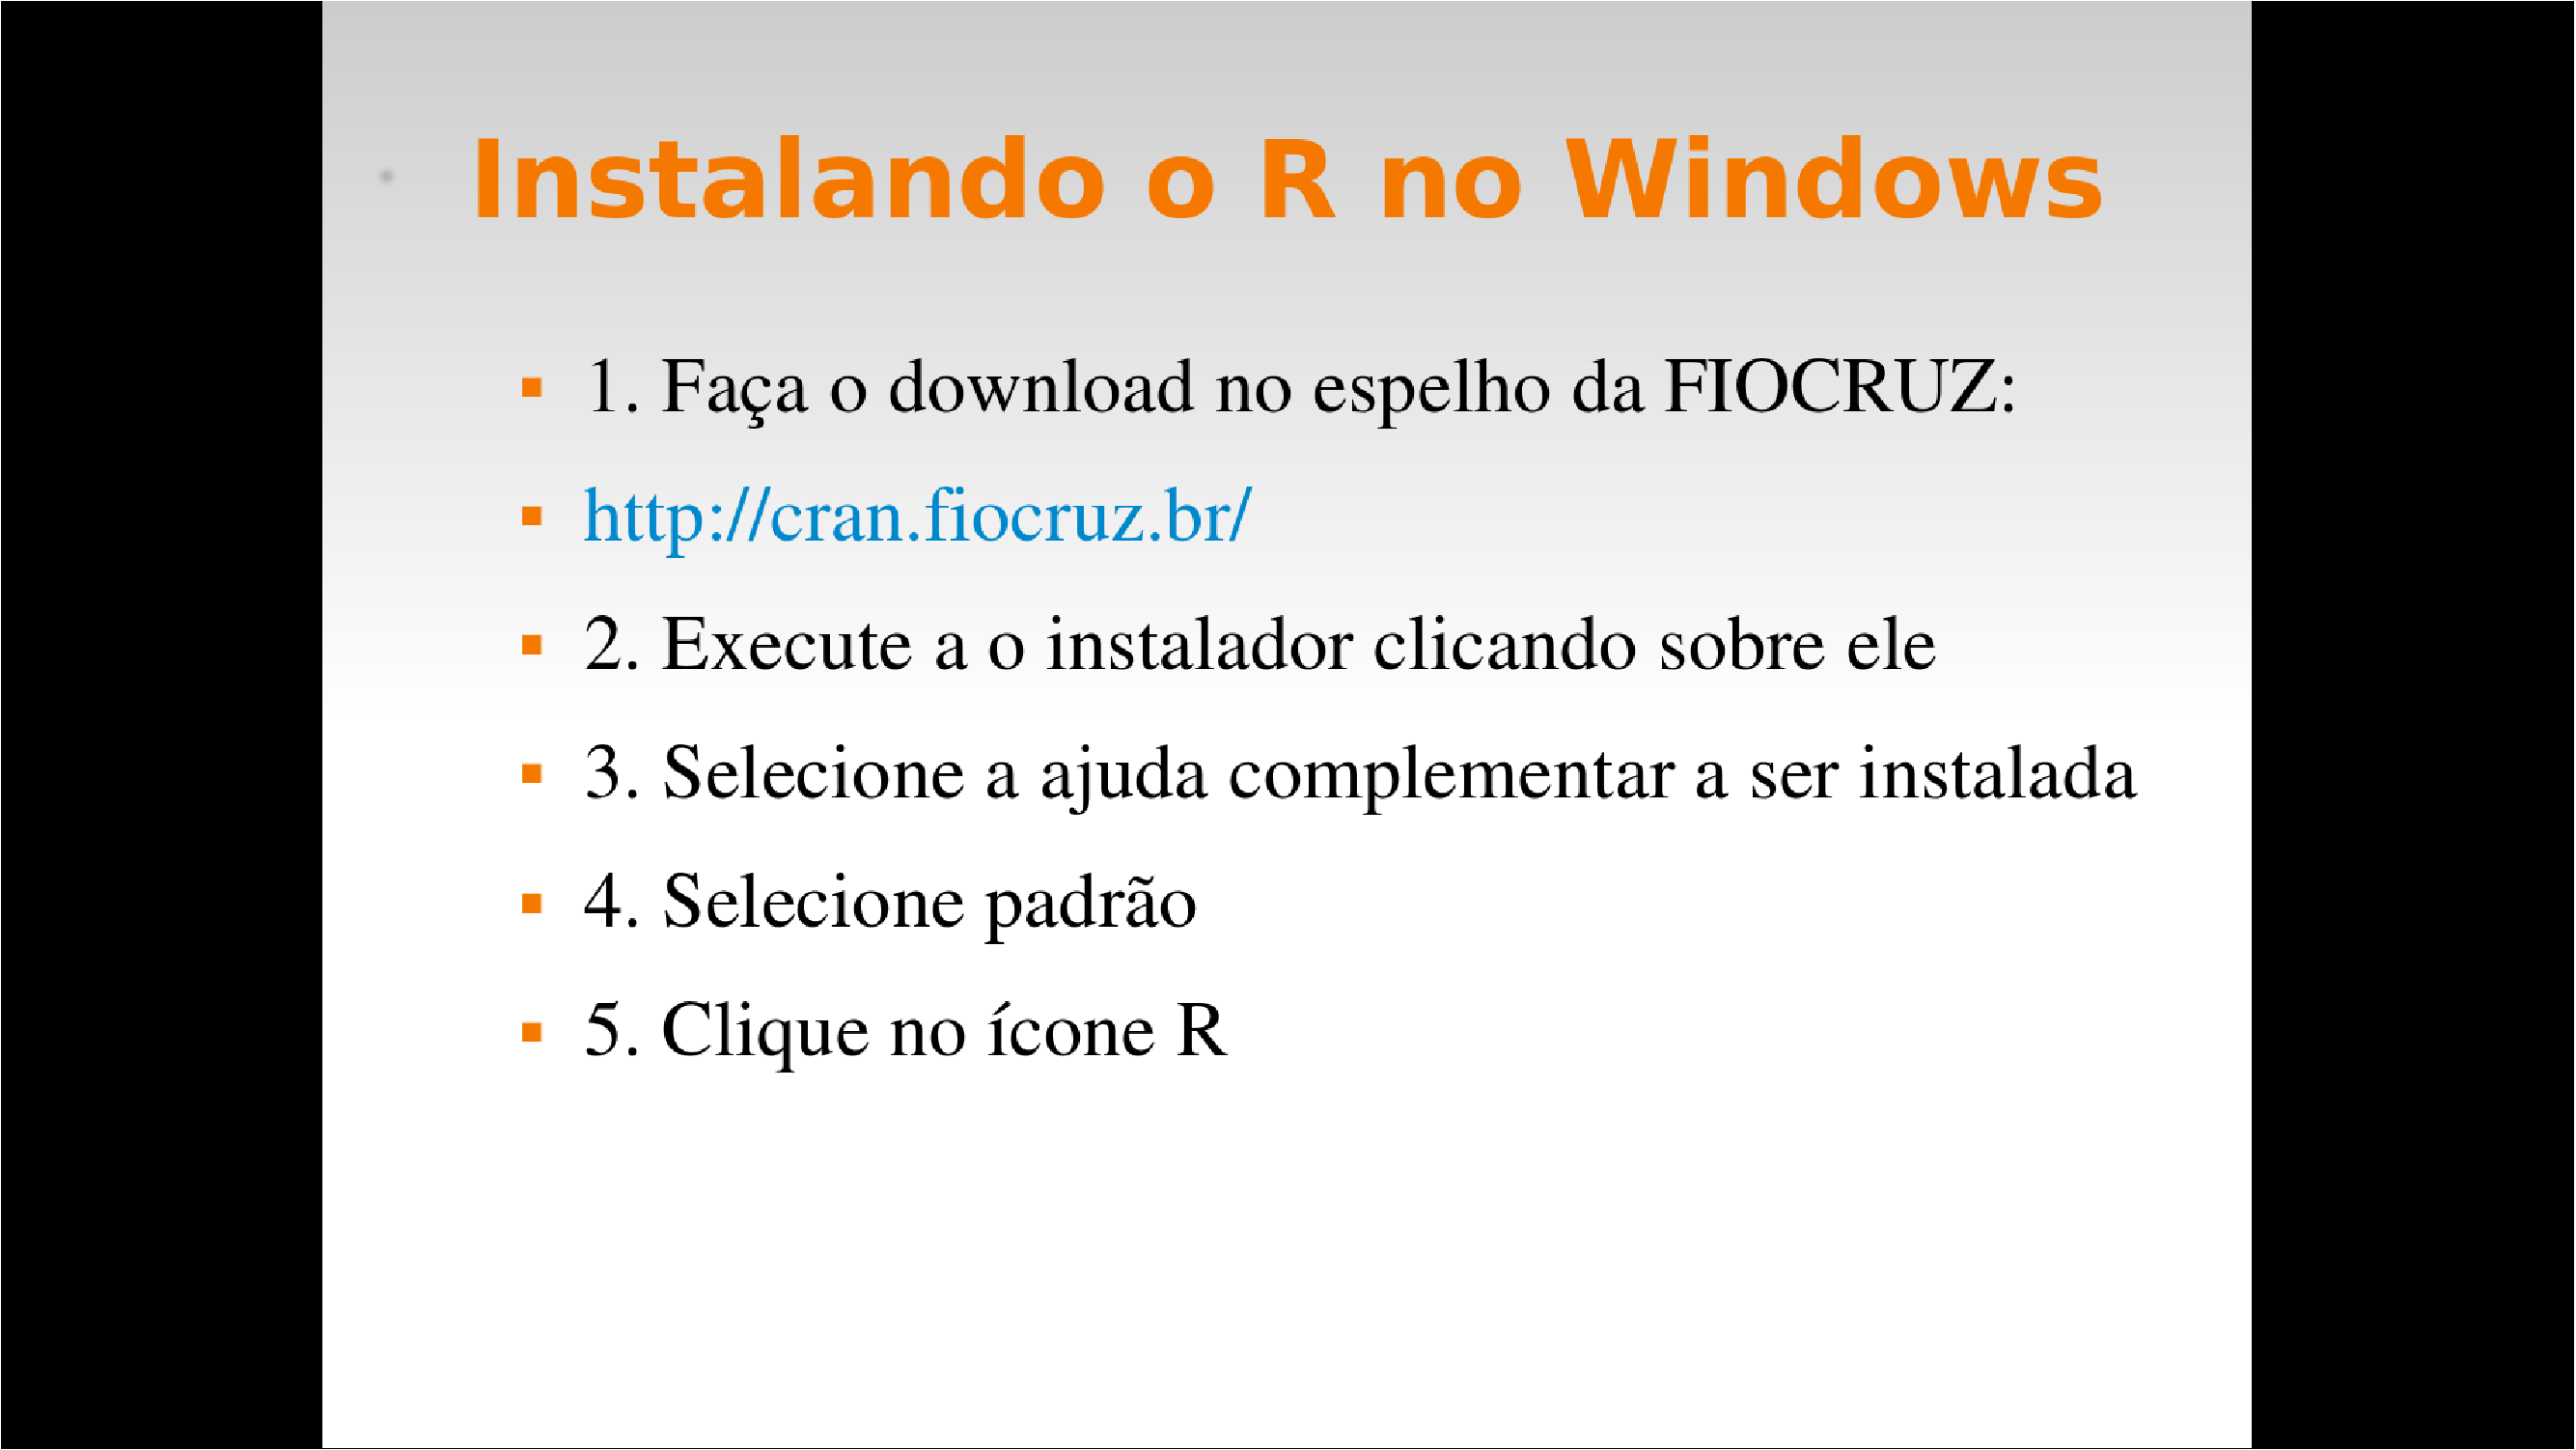 Instalando o R no Windows
1. Faça o download no espelho da FIOCRUZ:
http://cran.fiocruz.br/
2. Execute a o instalador clicando sobre ele
3. Selecione a ajuda complementar a ser instalada
4. Selecione padrão
5. Clique no ícone R